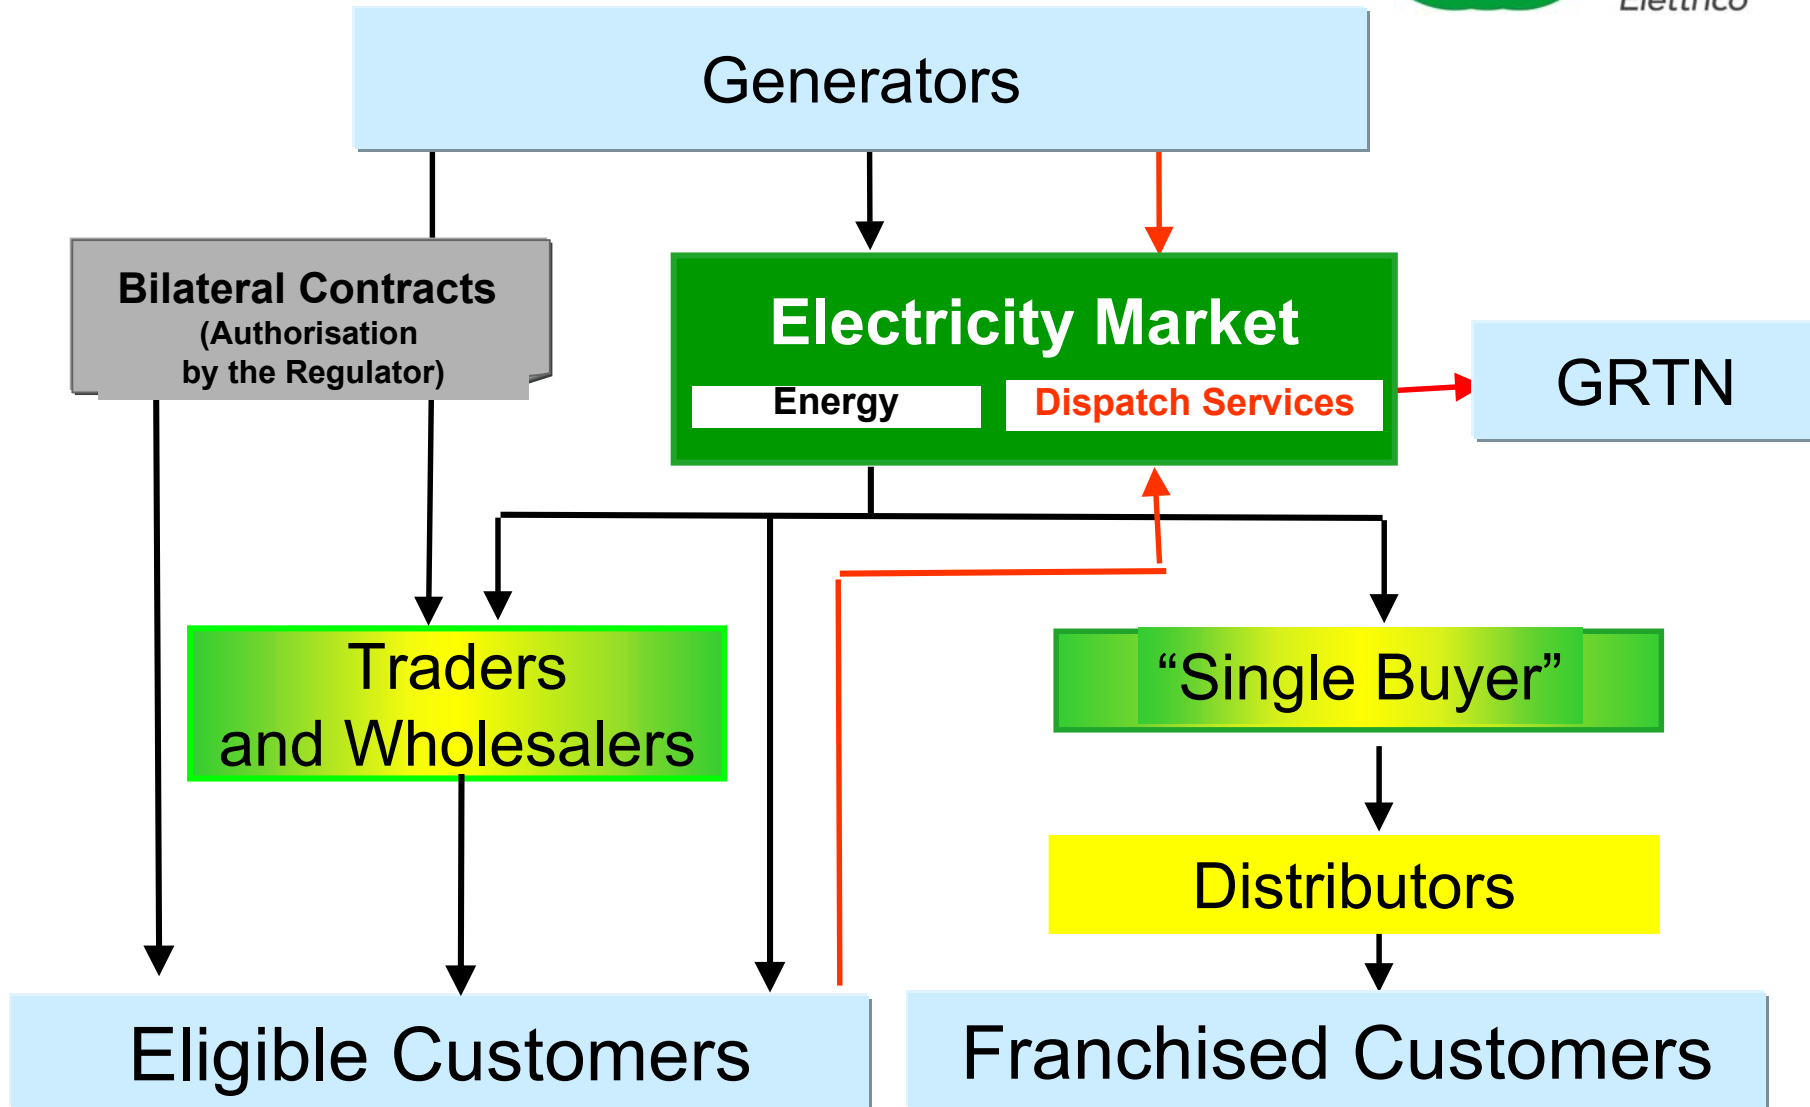 Elettrico
Generators
Bilateral Contracts
(Authorisation
by the Regulator)
Electricity Market
Energy
Dispatch Services
GRTN
Traders
and Wholesalers
“Single Buyer”
Distributors
Eligible Customers
Franchised Customers